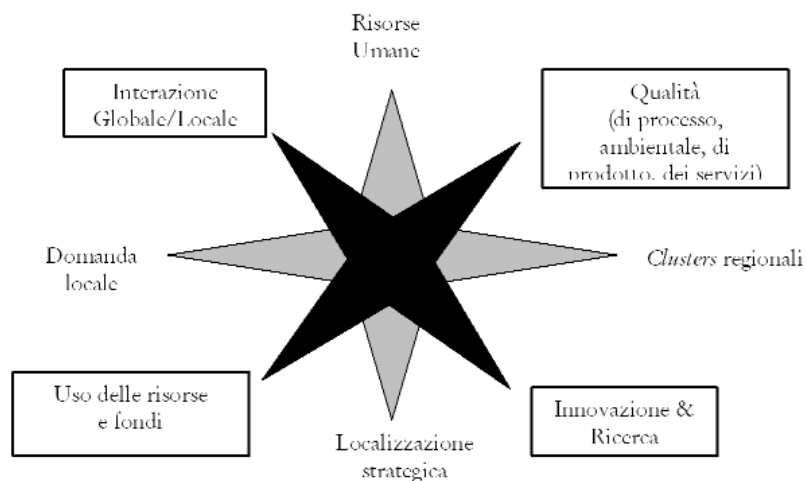 Risorse
Umane
Interazione
Globale/Locale
Qualità
(di processo,
ambientale, di
prodotto, dei servizi)
Domanda
locale
Clusters regionali
Uso delle risorse
e fondi
Innovazione &
Ricerca
Localizzazione
strategica